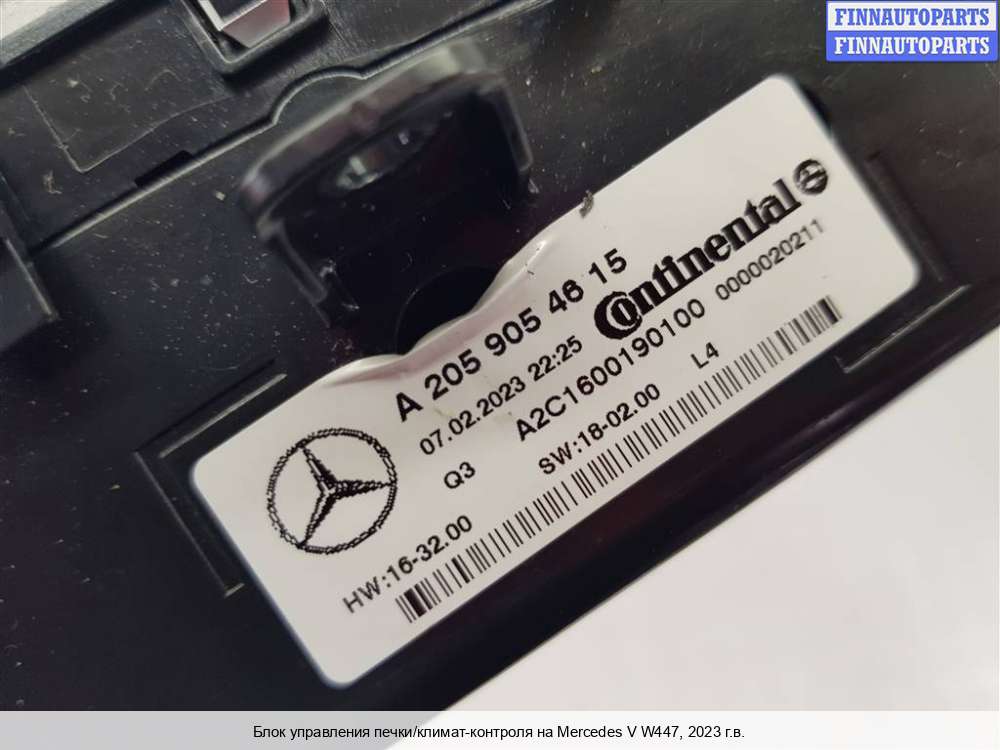 FINNAUTOPARTS
FINNAUTOPARTS
A 205 905 46 15
07.02.2023 22:25
Continental
Q3
A2C1600190100 0000020211
HW:16-32.00
SW:18-02.00
L4
Блок управления печки/климат-контроля на Mercedes V W447, 2023 г.в.